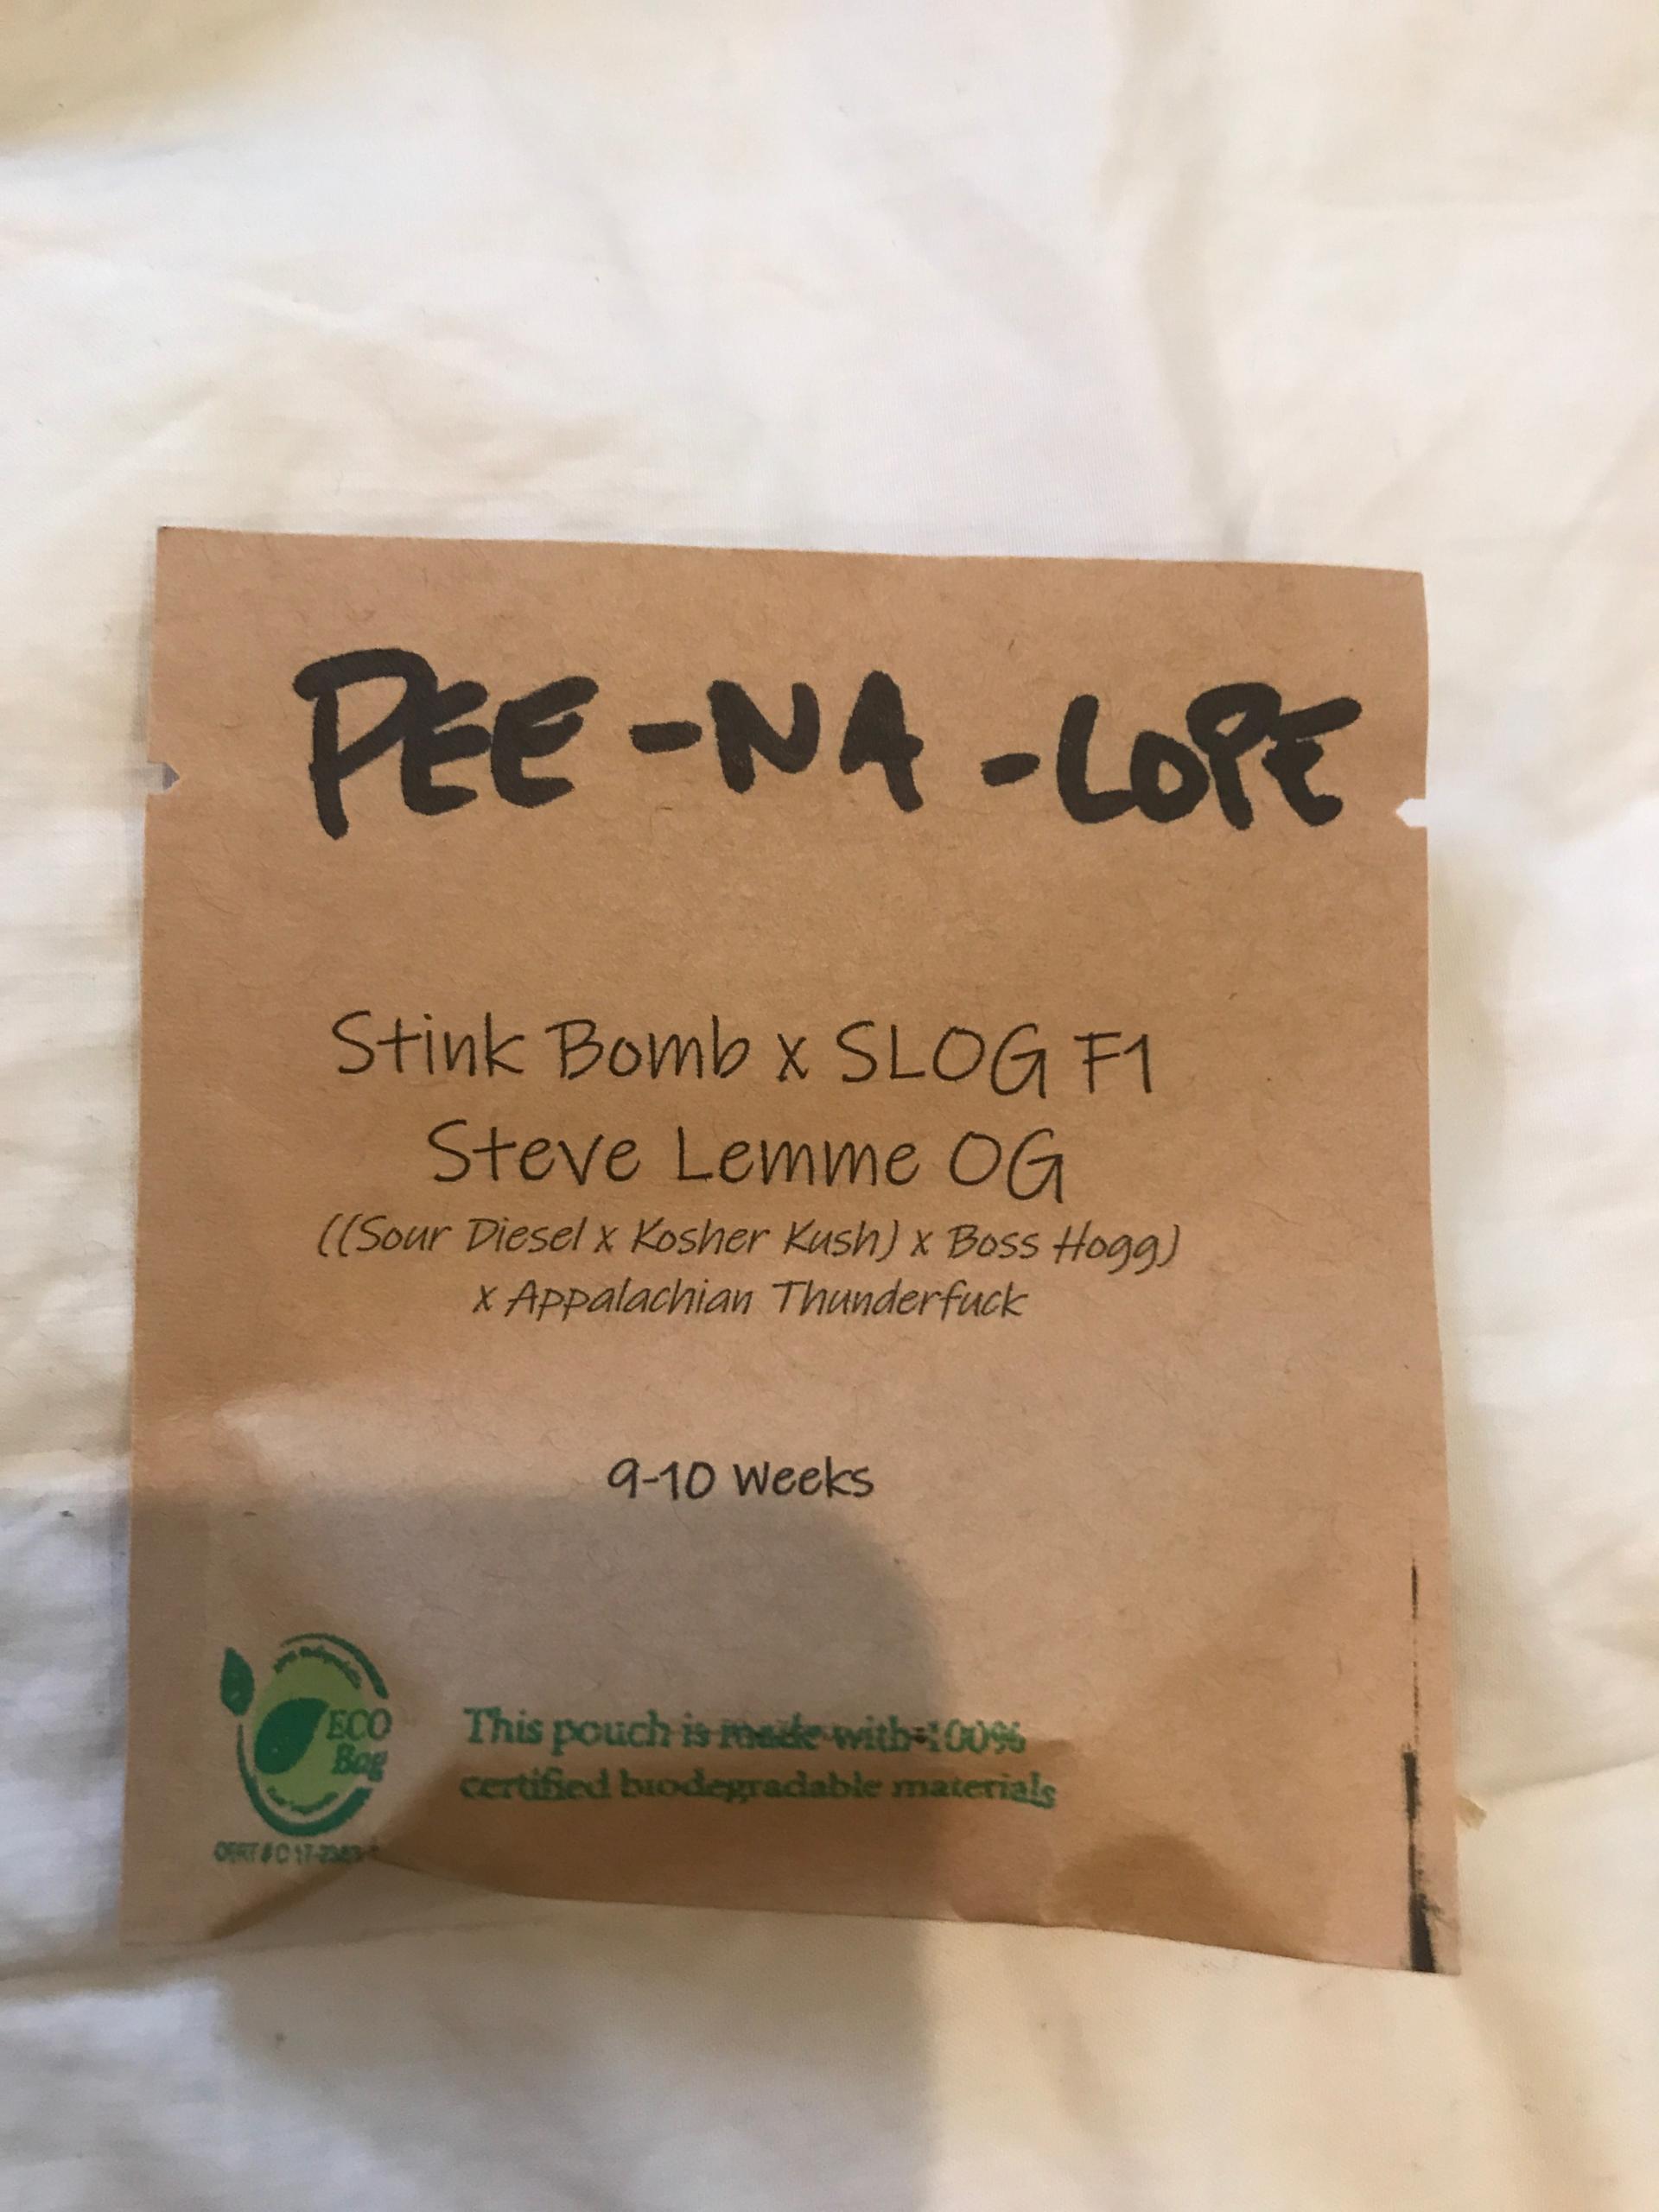 PEE-NA-LOPE
Stink Bomb x SLOG F1
Steve Lemme OG
((Sour Diesel x Kosher Kush) x Boss Hogg)
x Appalachian Thunderfuck
9-10 Weeks
ECO
Bag
This pouch is made with 100%
certified biodegradable materials
CERT #